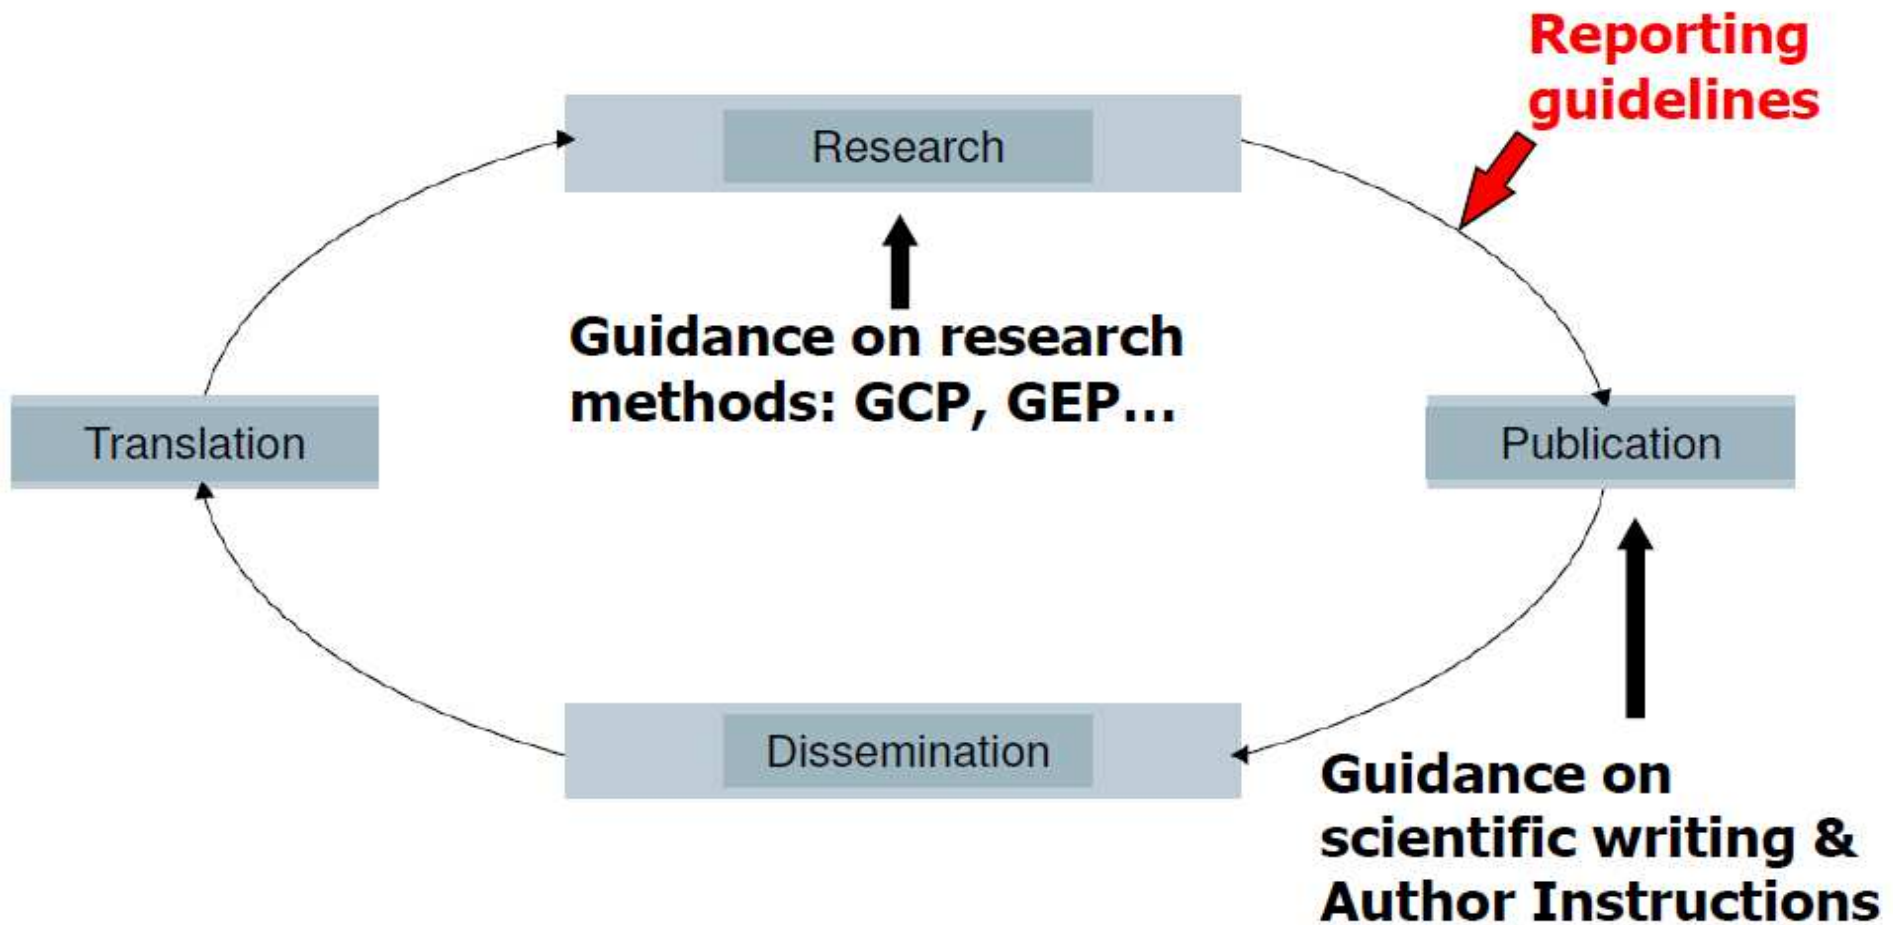 Reporting
guidelines
Research
Guidance on research
methods: GCP, GEP...
Translation
Publication
Dissemination
Guidance on
scientific writing &
Author Instructions